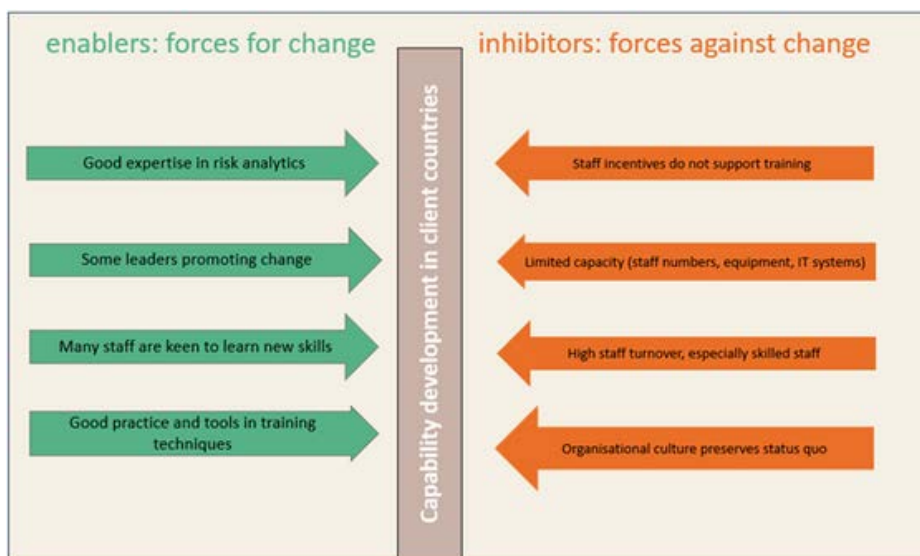 enablers: forces for change
inhibitors: forces against change
Capability development in client countries
Good expertise in risk analytics
Some leaders promoting change
Many staff are keen to learn new skills
Good practice and tools in training
techniques
Staff incentives do not support training
Limited capacity (staff numbers, equipment, IT systems)
High staff turnover, especially skilled staff
Organisational culture preserves status quo